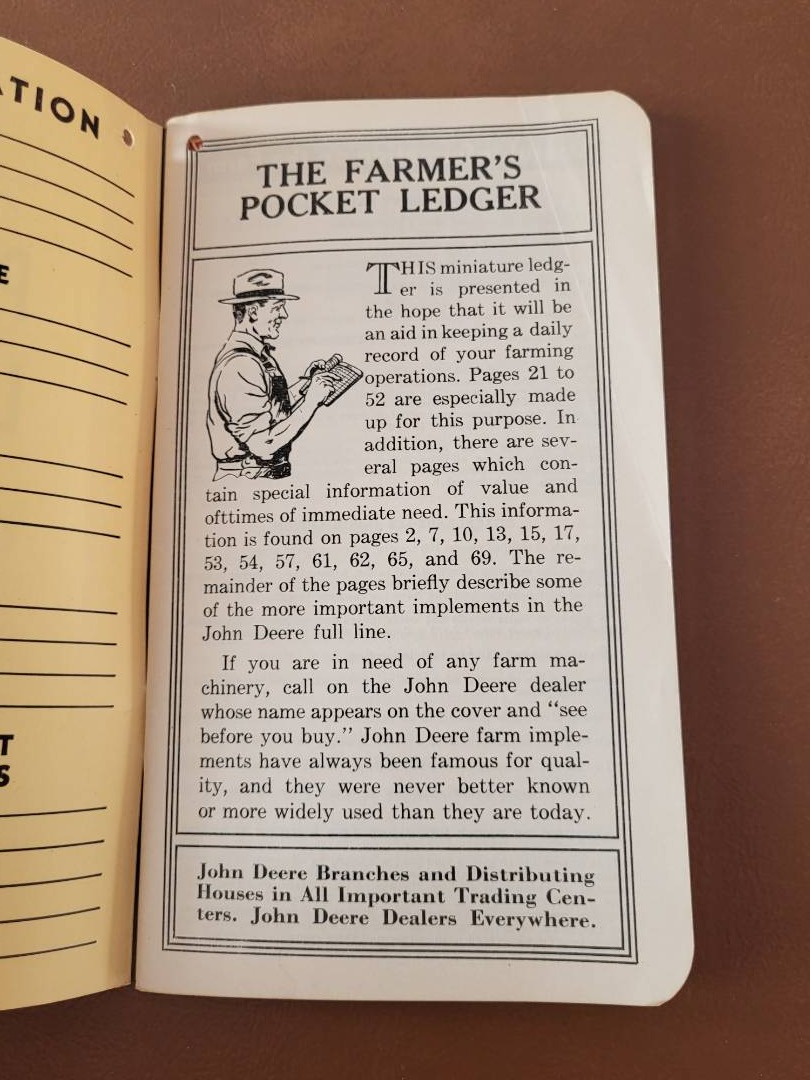 THE FARMER'S
POCKET LEDGER
THIS miniature ledg-
er is presented in
the hope that it will be
an aid in keeping a daily
record of your farming
operations. Pages 21 to
52 are especially made
up for this purpose. In
addition, there are sev-
eral pages which con-
tain special information of value and
ofttimes of immediate need. This informa-
tion is found on pages 2, 7, 10, 13, 15, 17,
53, 54, 57, 61, 62, 65, and 69. The re-
mainder of the pages briefly describe some
of the more important implements in the
John Deere full line.
If you are in need of any farm ma-
chinery, call on the John Deere dealer
whose name appears on the cover and "see
before you buy." John Deere farm imple-
ments have always been famous for qual-
ity, and they were never better known
or more widely used than they are today.
John Deere Branches and Distributing
Houses in All Important Trading Cen-
ters. John Deere Dealers Everywhere.